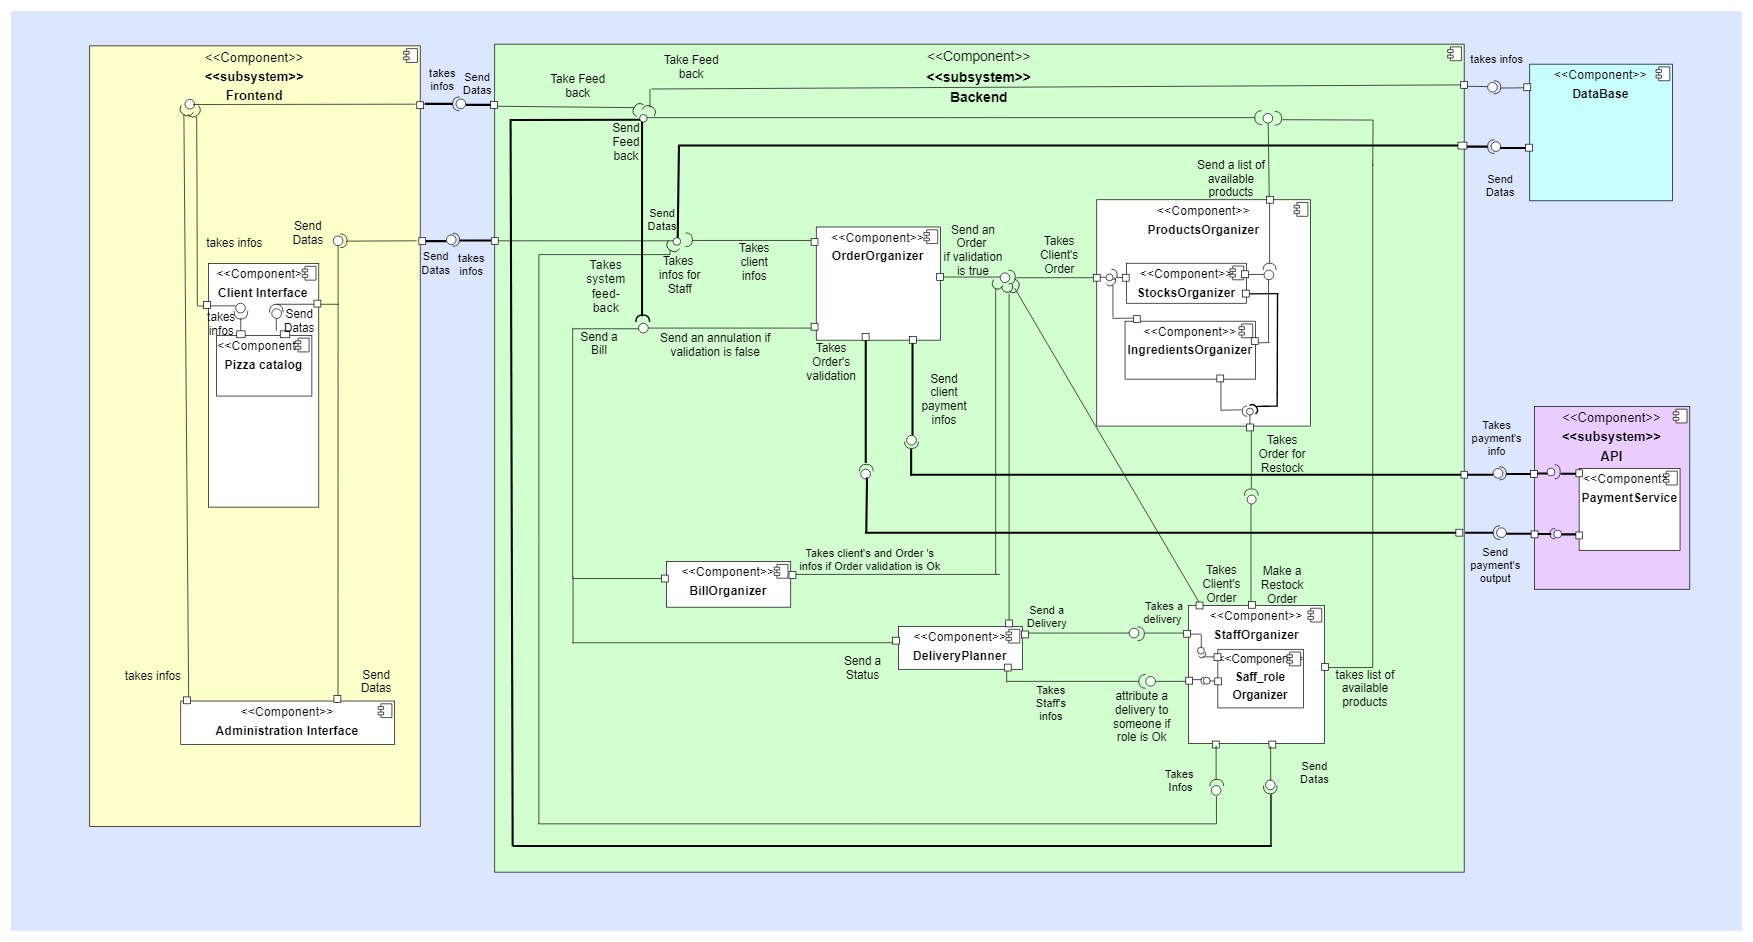 <<Component>>
<<subsystem>>
Frontend
takes
infos
Send
Datas
takes infos
Send
Datas
<<Component>
Client Interface
takes
infos
Send
Datas
<<Component
Pizza catalog
takes infos
Send
Datas
<<Component>>
Administration Interface
Send
Datas
takes
infos
<<Component>>
<<subsystem>>
Backend
Take Feed
back
Take Feed
back
Send
Feed
back
Send
Datas
Takes
system
feed-
back
Takes
infos for
Staff
Takes
client
infos
Send a
Bill
Send an annulation if
validation is false
<<Component>>
OrderOrganizer
Send an
Order
if validation
is true
Takes
Client's
Order
Takes
Order's
validation
Send
client
payment
infos
Send a list of
available
products
<<Component>>
ProductsOrganizer
<<Component>>
StocksOrganizer
<<Component>>
IngredientsOrganizer
Takes
Order for
Restock
Takes client's and Order 's
infos if Order validation is Ok
<<Component>>
BillOrganizer
Send a
Status
<<Component>>
DeliveryPlanner
Send a
Delivery
Takes a
delivery
Takes
Staff's
infos
attribute a
delivery to
someone if
role is Ok
Takes
Client's
Order
Make a
Restock
Order
<<Component>>
StaffOrganizer
<<Componen
Saff_role
Organizer
takes list of
available
products
Takes
Infos
Send
Datas
takes infos
Send
Datas
<<Component>>
DataBase
Takes
payment's
info
Send
payment's
output
<<Component>>
<<subsystem>>
API
<<Component
PaymentService